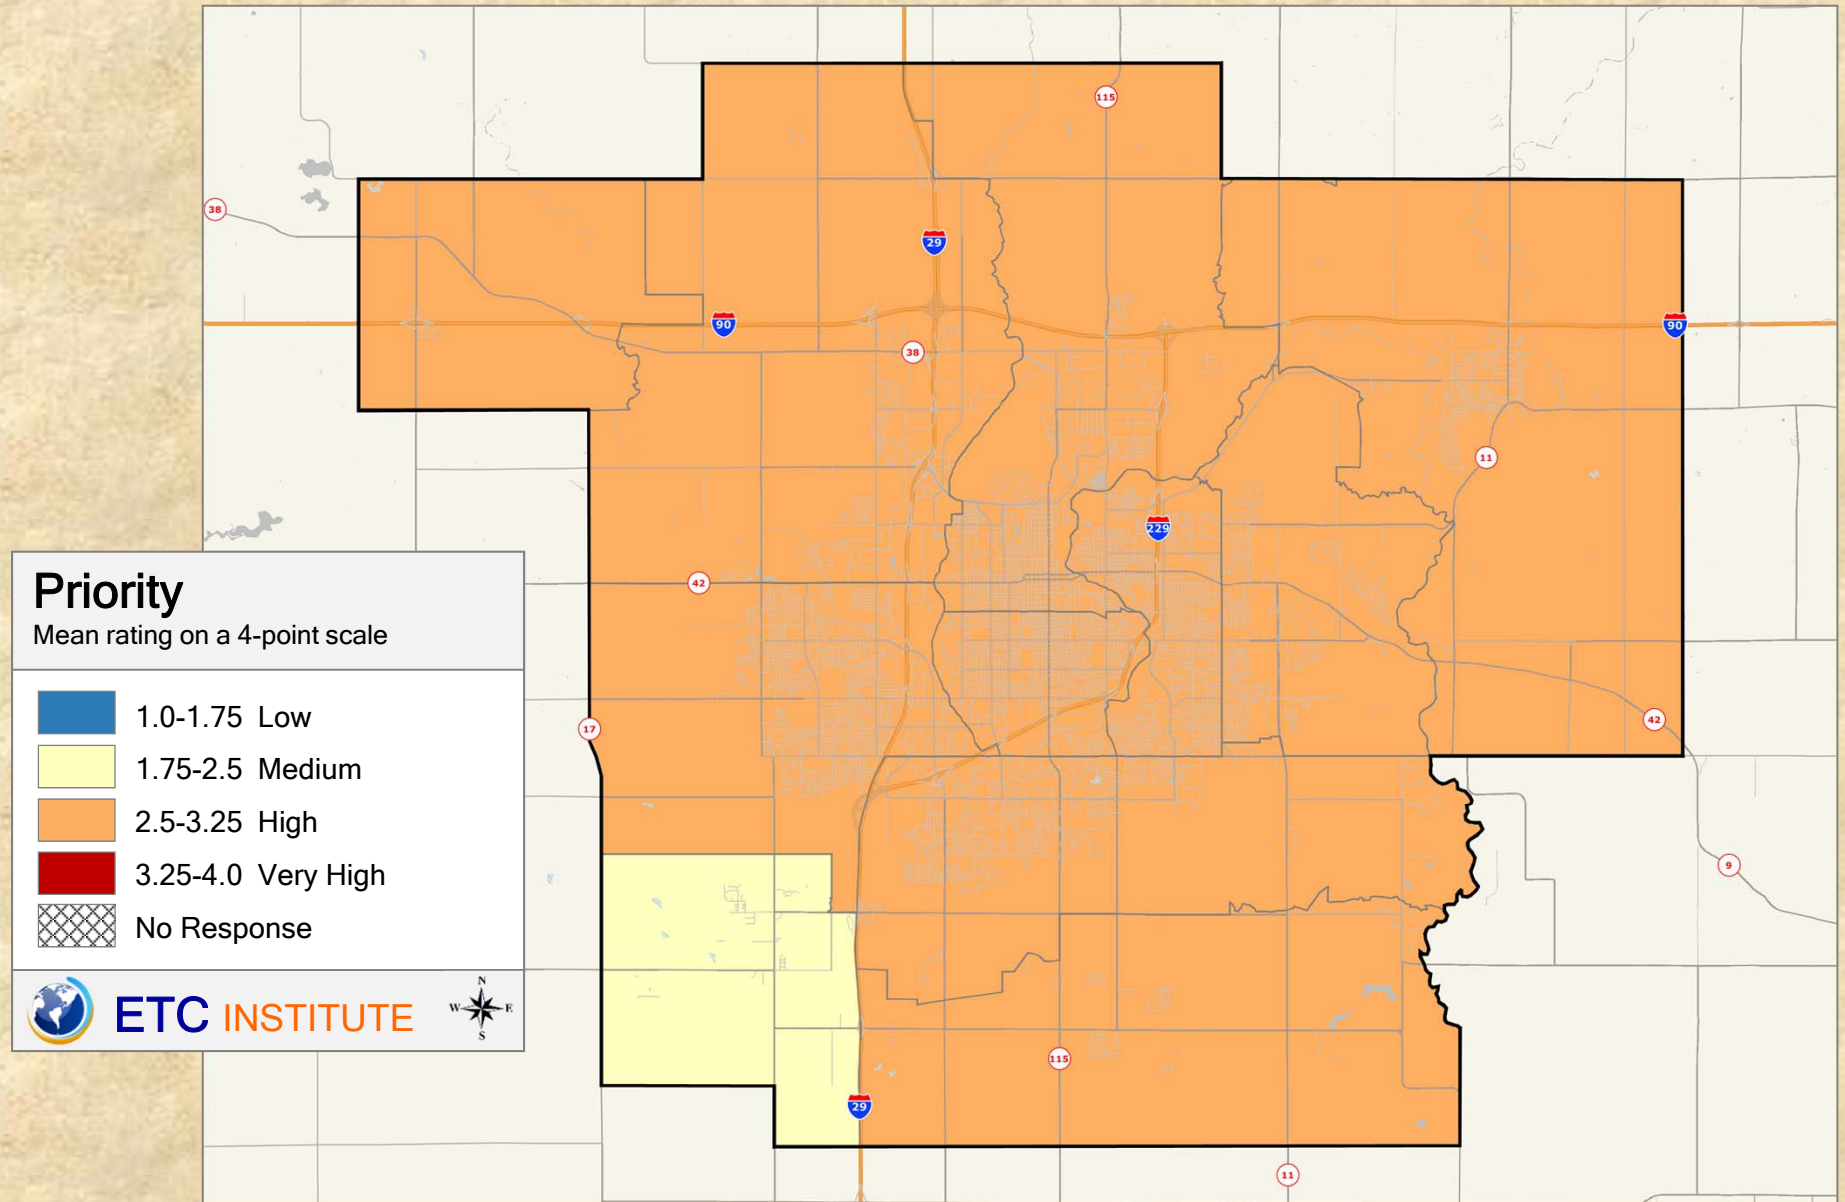 115
38
29
90
90
38
11
229
42
Priority
Mean rating on a 4-point scale
1.0-1.75 Low
1.75-2.5 Medium
2.5-3.25 High
3.25-4.0 Very High
No Response
ETC INSTITUTE
N
W E
S
17
42
9
115
29
11